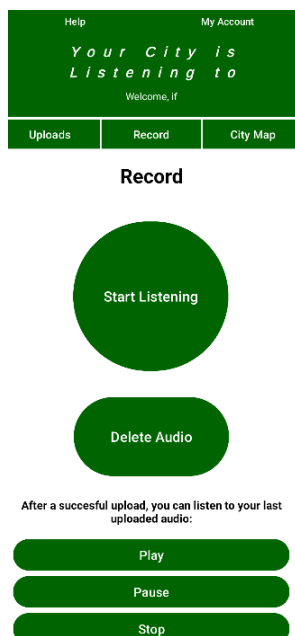 Help My Account
Your City is
Listening to
Welcome, if
Uploads Record City Map
Record
Start Listening
Delete Audio
After a succesful upload, you can listen to your last
uploaded audio:
Play
Pause
Stop